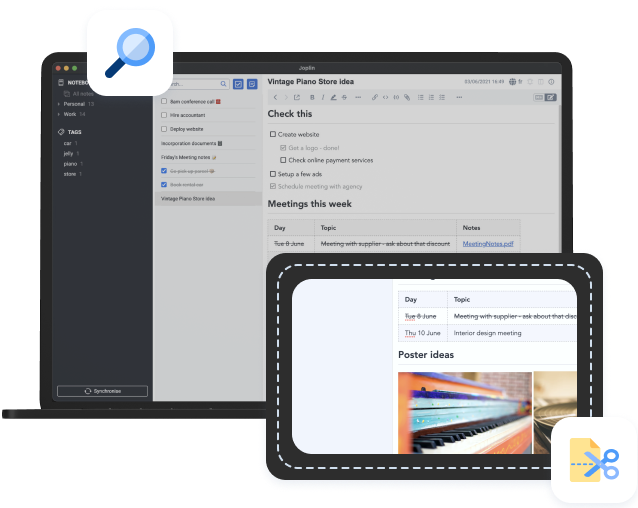 Joplin
NOTEBO
All notes
Personal 13
Work 14
TAGS
car 1
jelly 1
piano 1
store 1
Synchronise
Bank conference call
Hire accountant
Deploy website
Incorporation documents
Friday's Meeting notes
Go pick up parcel
Book rental car
Vintage Piano Store idea
Vintage Piano Store idea
03/06/2021 16:49
fr
Check this
Create website
Get a logo - done!
Check online payment services
Setup a few ads
Schedule meeting with agency
Meetings this week
Day Topic Notes
Tue 8 June Meeting with supplier - ask about that discount MeetingNotes.pdf
Day Topic
Tue 8 June Meeting with supplier - ask about that disc
Thu 10 June Interior design meeting
Poster ideas